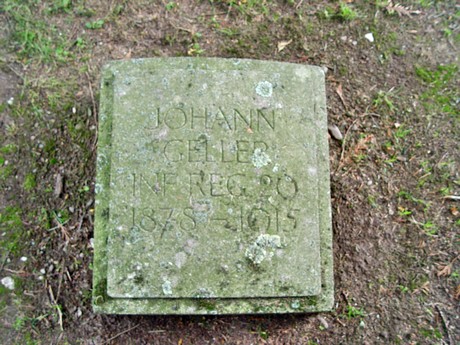 JOHANN
GELLER
INF REG 20
1878 – 1915